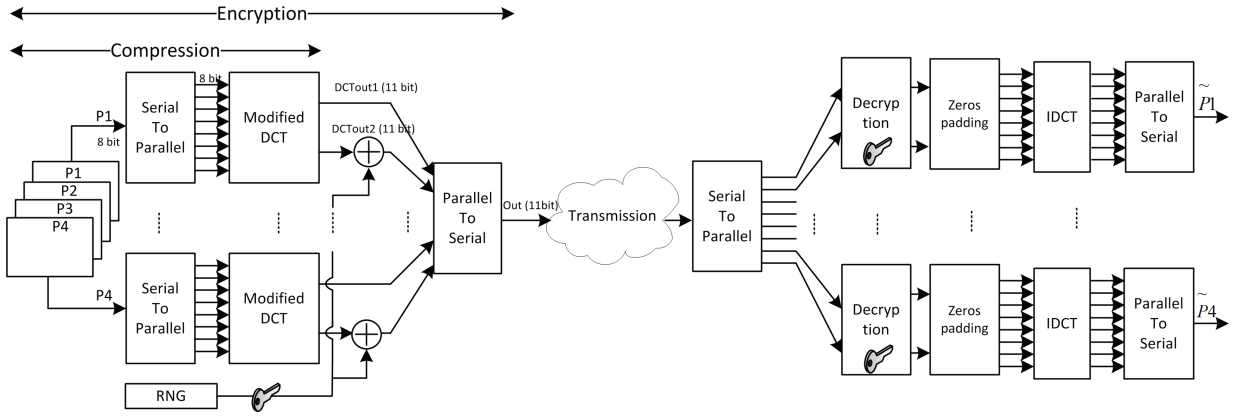 Encryption
Compression
8 bit
DCTout1 (11 bit)
P1
8 bit
Serial
To
Parallel
Modified
DCT
DCTout2 (11 bit)
P1
P2
P3
P4
Parallel
To
Serial
Out (11bit)
Transmission
P4
Serial
To
Parallel
Modified
DCT
RNG
Serial
To
Parallel
Decryp
tion
Zeros
padding
IDCT
Parallel
To
Serial
P̃1
Decryp
tion
Zeros
padding
IDCT
Parallel
To
Serial
P̃4